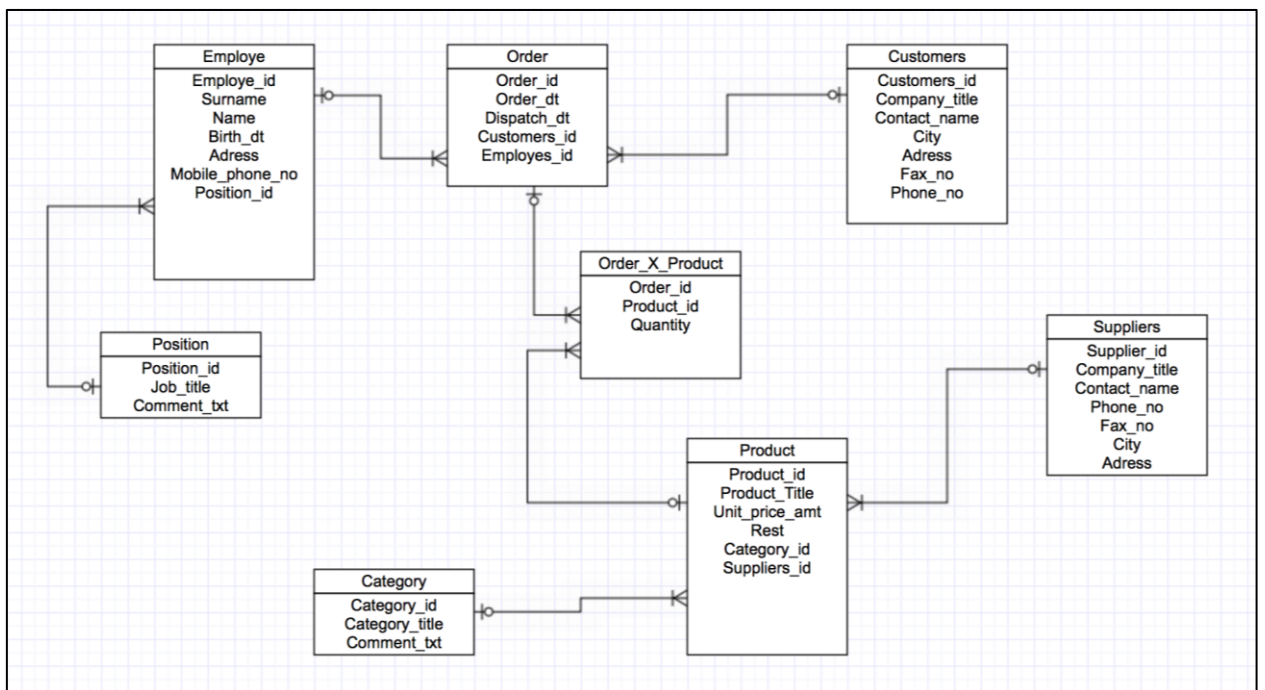 Employe
Employe_id
Surname
Name
Birth_dt
Adress
Mobile_phone_no
Position_id
Order
Order_id
Order_dt
Dispatch_dt
Customers_id
Employes_id
Customers
Customers_id
Company_title
Contact_name
City
Adress
Fax_no
Phone_no
Order_X_Product
Order_id
Product_id
Quantity
Position
Position_id
Job_title
Comment_txt
Suppliers
Supplier_id
Company_title
Contact_name
Phone_no
Fax_no
City
Adress
Product
Product_id
Product_Title
Unit_price_amt
Rest
Category_id
Suppliers_id
Category
Category_id
Category_title
Comment_txt